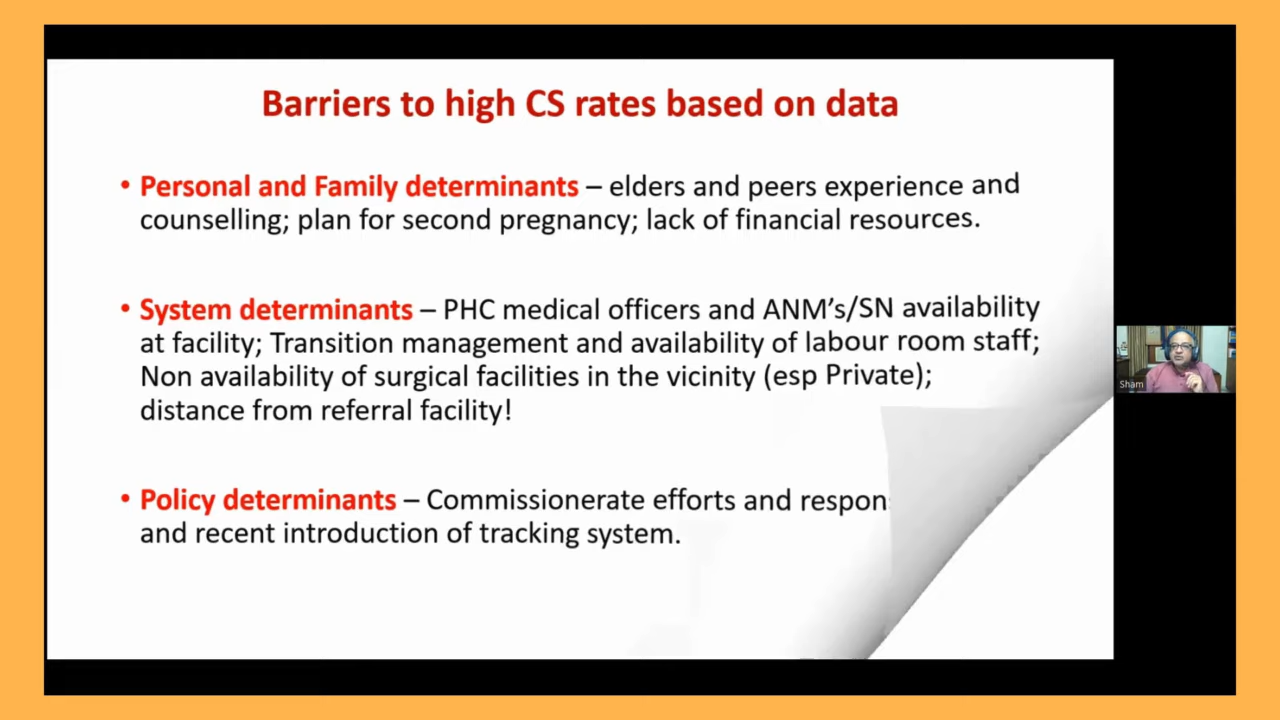 Barriers to high CS rates based on data
• Personal and Family determinants – elders and peers experience and
counselling; plan for second pregnancy; lack of financial resources.
• System determinants – PHC medical officers and ANM's/SN availability
at facility; Transition management and availability of labour room staff;
Non availability of surgical facilities in the vicinity (esp Private);
distance from referral facility!
• Policy determinants – Commissionerate efforts and
and recent introduction of tracking system.
Sham